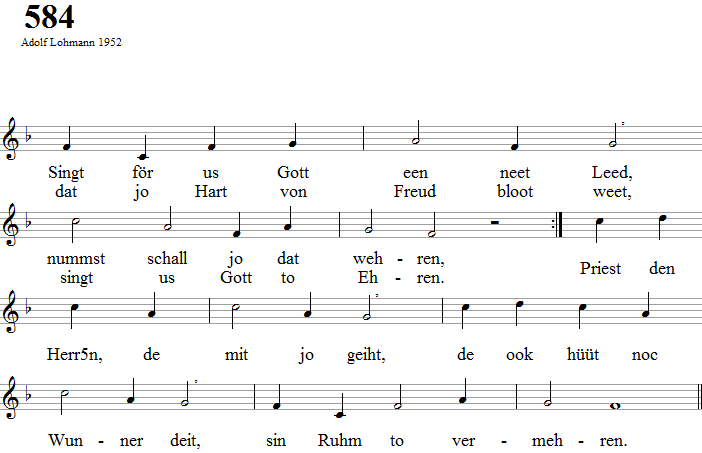 584
Adolf Lohmann 1952
Singt för us Gott een neet Leed,
dat jo Hart von Freud bloot weet,
nummst schall jo dat weh - ren,
singt us Gott to Eh - ren.
Priest den
Herr5n, de mit jo geiht, de ook hüüt noc
Wun - ner deit, sin Ruhm to ver - meh - ren.